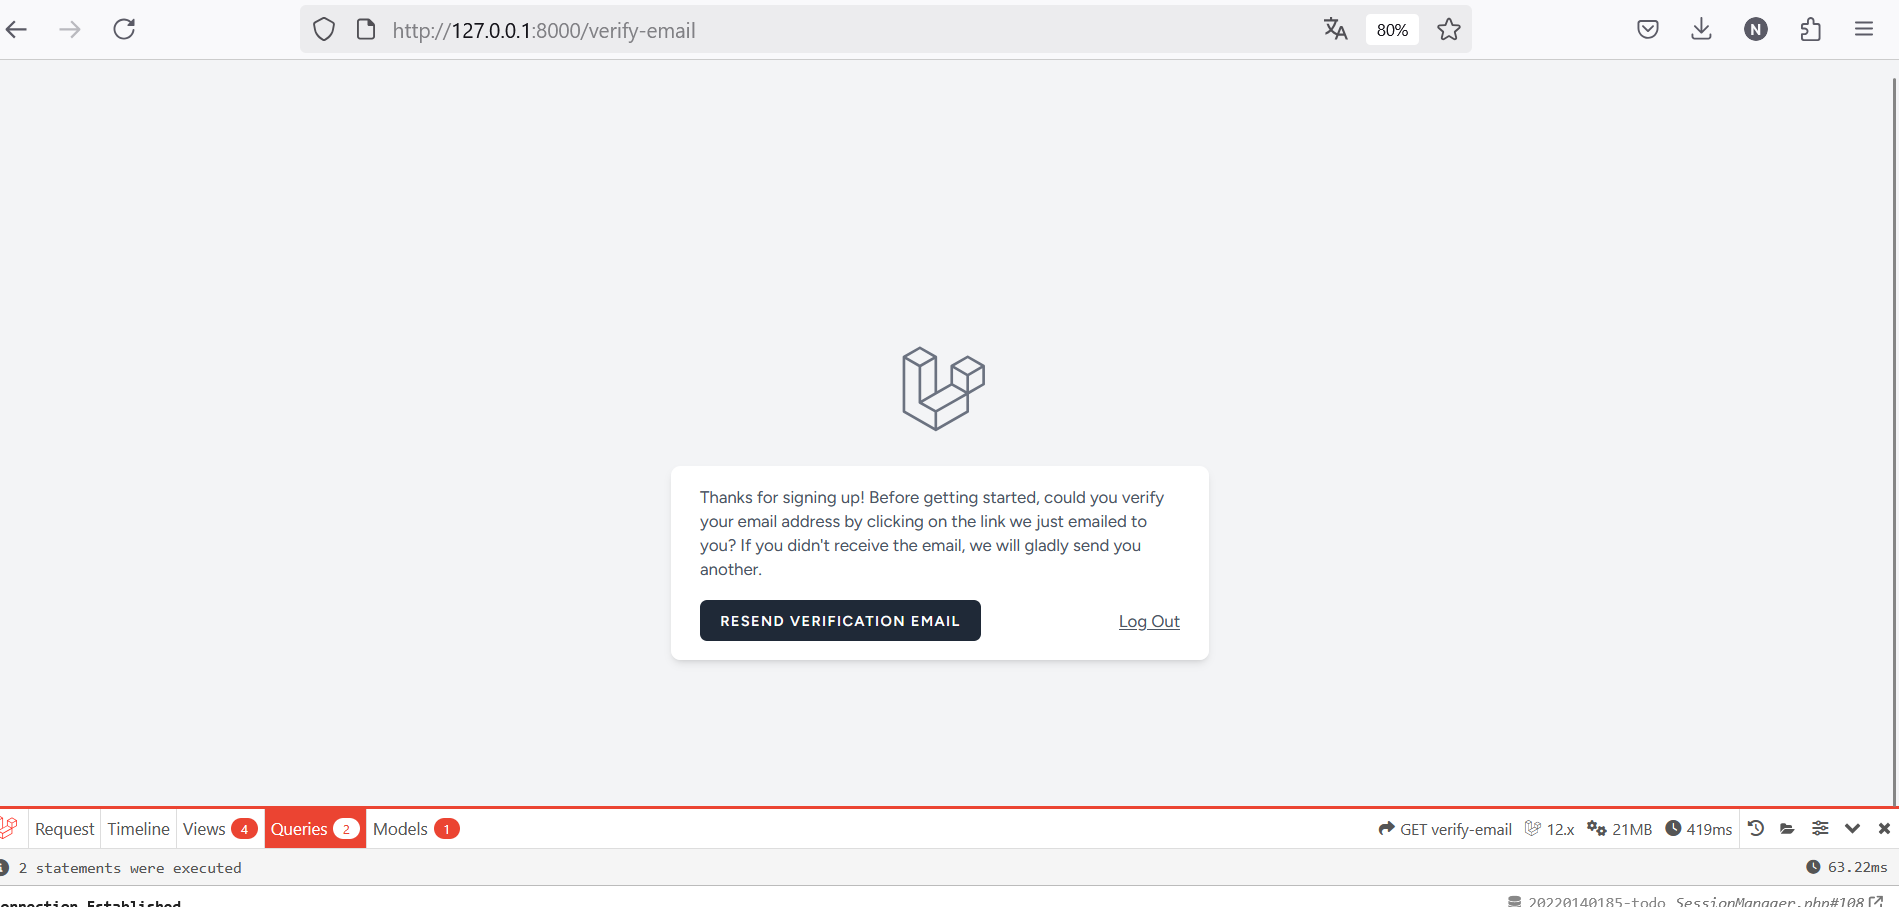 http://127.0.0.1:8000/verify-email
80%
N
Thanks for signing up! Before getting started, could you verify
your email address by clicking on the link we just emailed to
you? If you didn't receive the email, we will gladly send you
another.
RESEND VERIFICATION EMAIL
Log Out
Request
Timeline
Views 4
Queries 2
Models 1
GET verify-email
12.x
21MB
419ms
2 statements were executed
63.22ms
Established
20220140185-todo
SessionManager.php#108